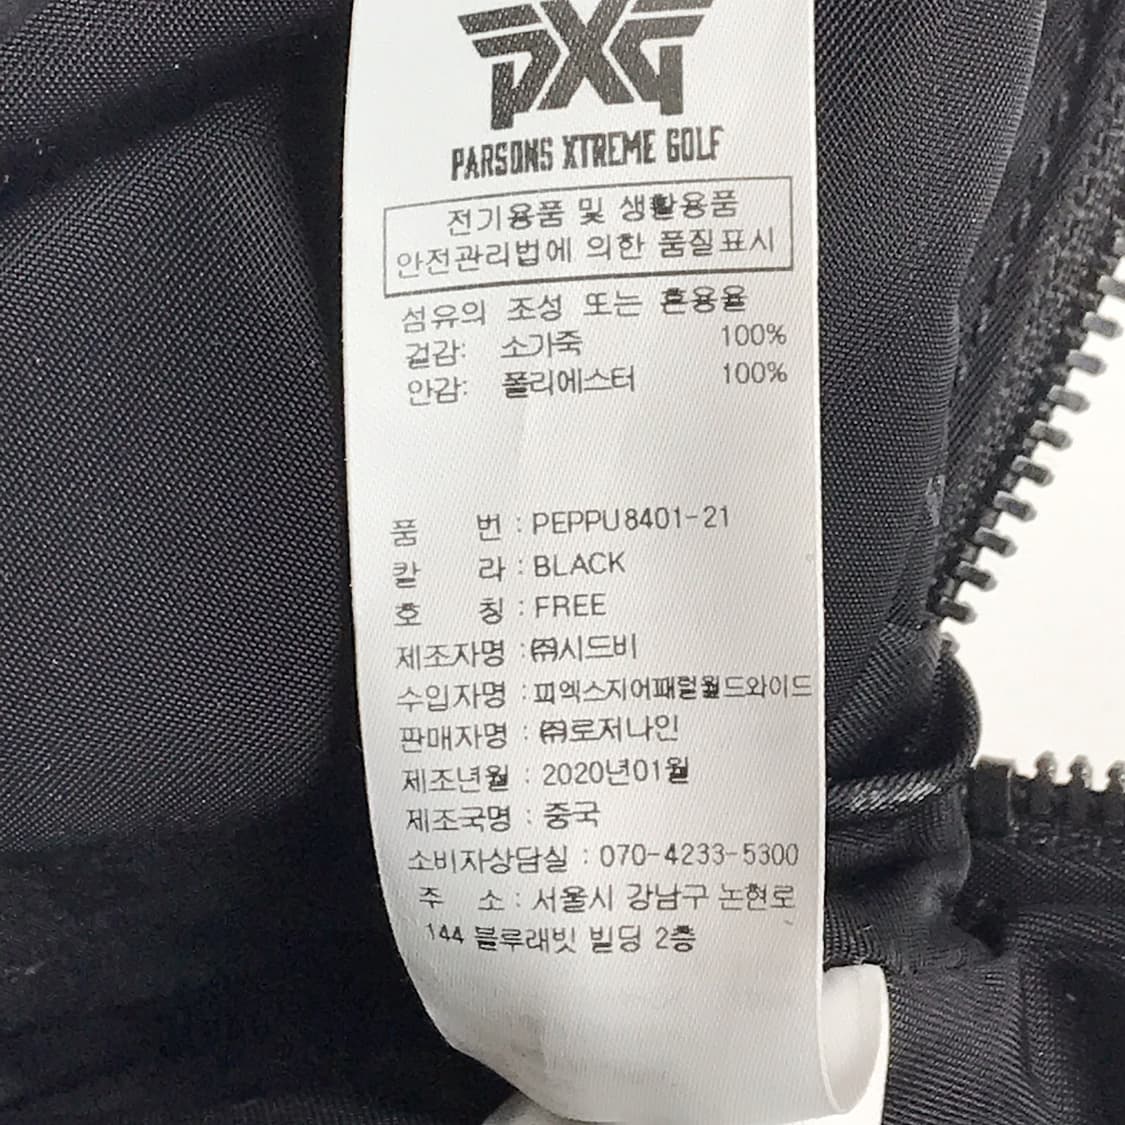 PXG
PARSONS XTREME GOLF
전기용품 및 생활용품
안전관리법에 의한 품질표시
섬유의 조성 또는 혼용율
겉감: 소가죽 100%
안감: 폴리에스터 100%
품 번 : PEPPU8401-21
칼 라 : BLACK
호 칭 : FREE
제조자명 : ㈜시드비
수입자명 : 피엑스지어패럴월드와이드
판매자명 : ㈜로저나인
제조년월 : 2020년01월
제조국명 : 중국
소비자상담실 : 070-4233-5300
주 소 : 서울시 강남구 논현로
144 블루래빗 빌딩 2층